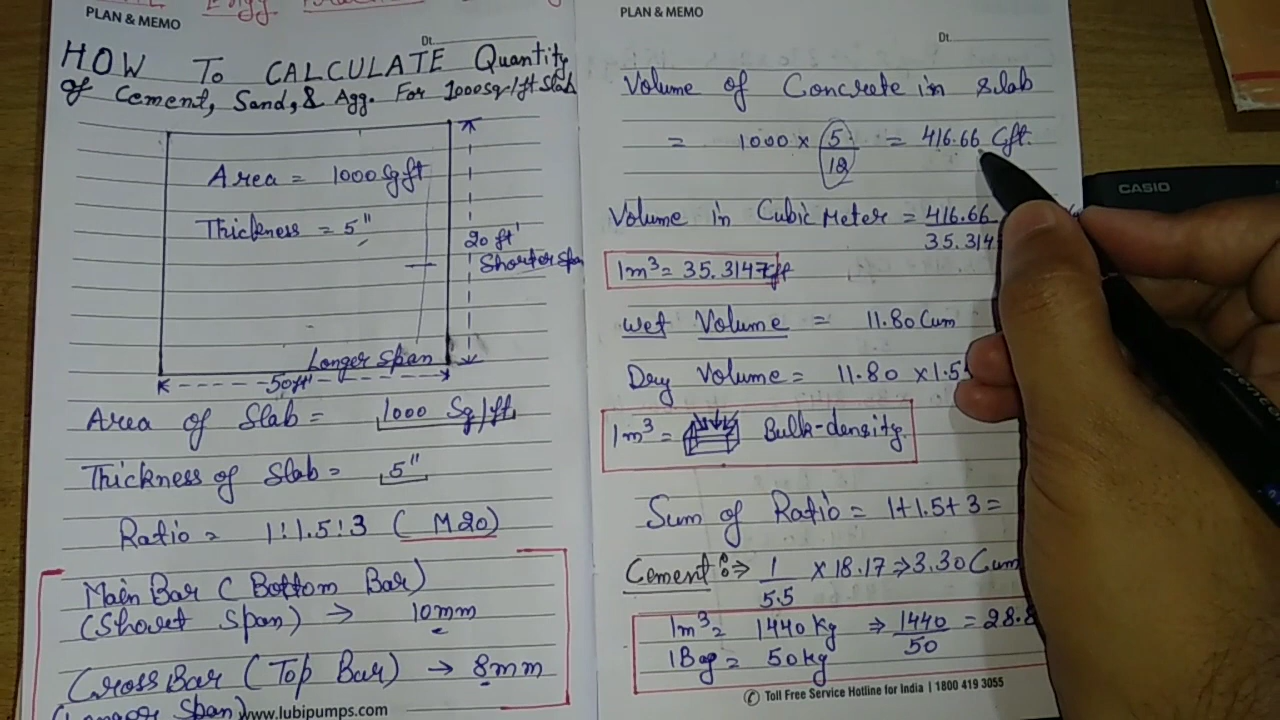 PLAN & MEMO
Dt.
HOW To CALCULATE Quantity
of Cement, Sand, & Agg. For 1000sq/ft Slab
Area = 1000 sqft
Thickness = 5"
20 ft'
Shorter Span
Longer Span
50ft'
Area of Slab = 1000 Sq/ft
Thickness of Slab = 5"
Ratio = 1:1.5:3 (M20)
Main Bar (Bottom Bar)
(Short Span) → 10mm
Cross Bar (Top Bar) → 8mm
Span)
www.lubipumps.com
PLAN & MEMO
Dt.
Volume of Concrete in Slab
= 1000 × 5/12 = 416.66 Cft.
Volume in Cubic Meter = 416.66
35.314
1m³ = 35.3147cft
Wet Volume = 11.80 Cum
Dry Volume = 11.80 × 1.5
1m³ = Bulk-density
Sum of Ratio = 1+1.5+3 =
Cement :⇒ 1/5.5 × 18.17 ⇒ 3.30 Cum
1m³ = 1440 kg ⇒ 1440/50 = 28.8
1Bag = 50kg
Toll Free Service Hotline for India | 1800 419 3055
CASIO